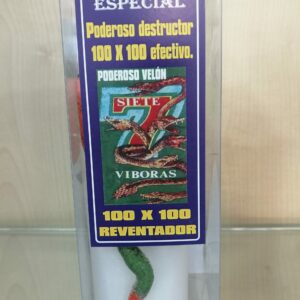 ESPECIAL
Poderoso destructor
100 X 100 efectivo.
PODEROSO VELÓN
SIETE
7
VIBORAS
100 X 100
REVENTADOR